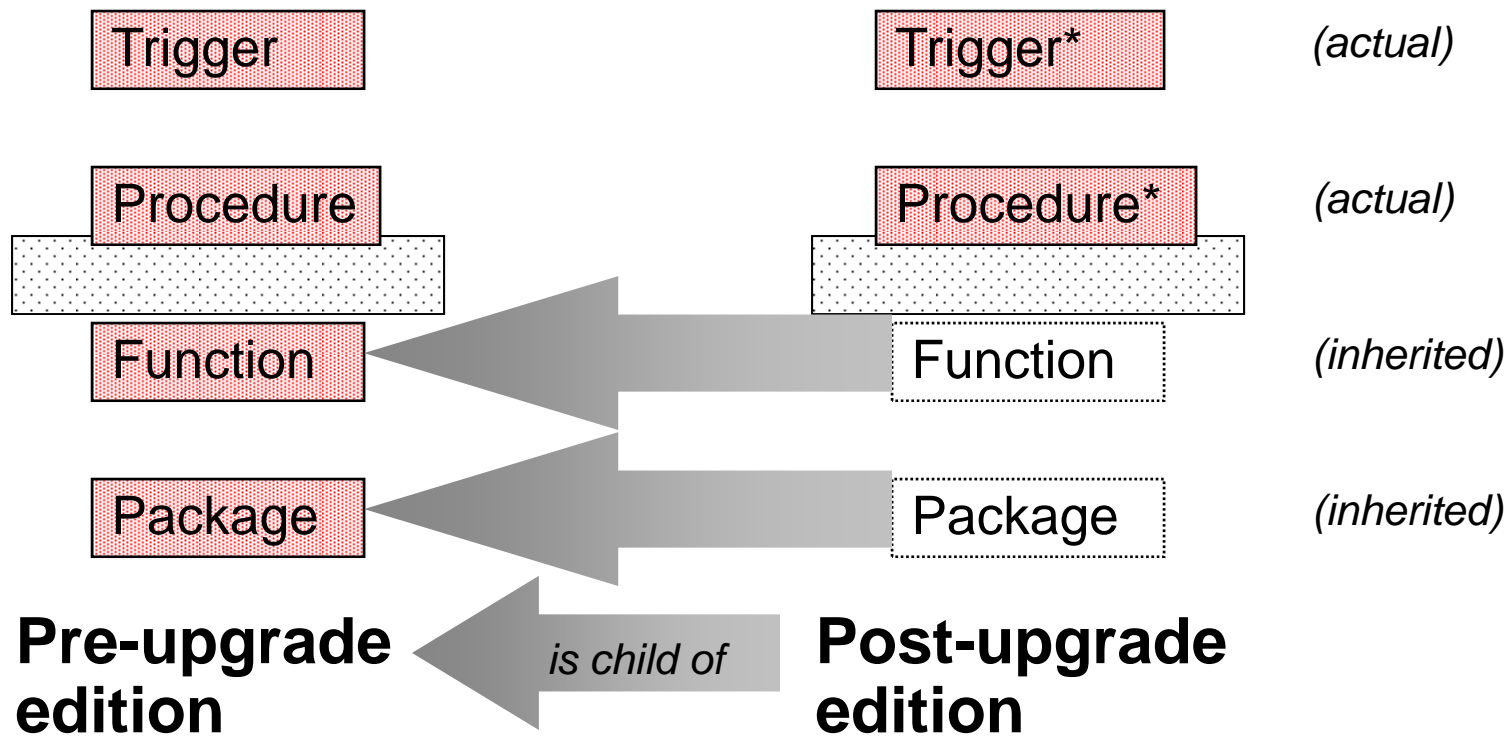 Trigger Trigger* (actual)
Procedure Procedure* (actual)
Function Function (inherited)
Package Package (inherited)
Pre-upgrade is child of Post-upgrade
edition edition